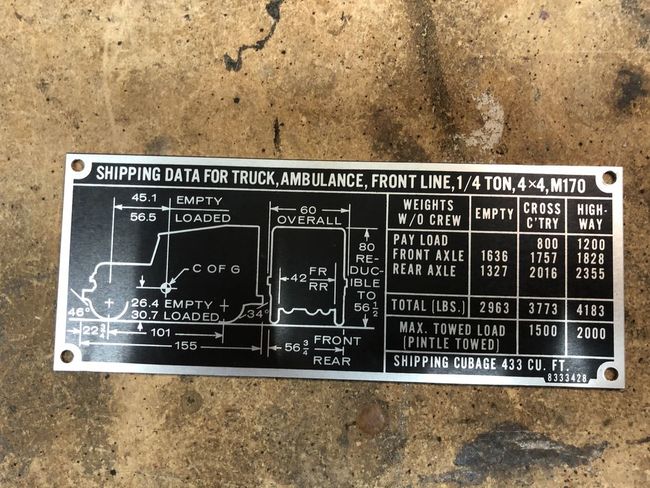 SHIPPING DATA FOR TRUCK, AMBULANCE, FRONT LINE, 1/4 TON, 4×4, M170
45.1 EMPTY
56.5 LOADED
C OF G
26.4 EMPTY
30.7 LOADED
46°
34°
22
101
155
60
OVERALL
42 FR
RR
80
RE-
DUC-
IBLE
TO
56 1/2
56 3/4 FRONT
REAR
WEIGHTS W/O CREW EMPTY CROSS C'TRY HIGH-WAY
PAY LOAD 800 1200
FRONT AXLE 1636 1757 1828
REAR AXLE 1327 2016 2355
TOTAL (LBS.) 2963 3773 4183
MAX. TOWED LOAD 1500 2000
(PINTLE TOWED)
SHIPPING CUBAGE 433 CU. FT.
8333428